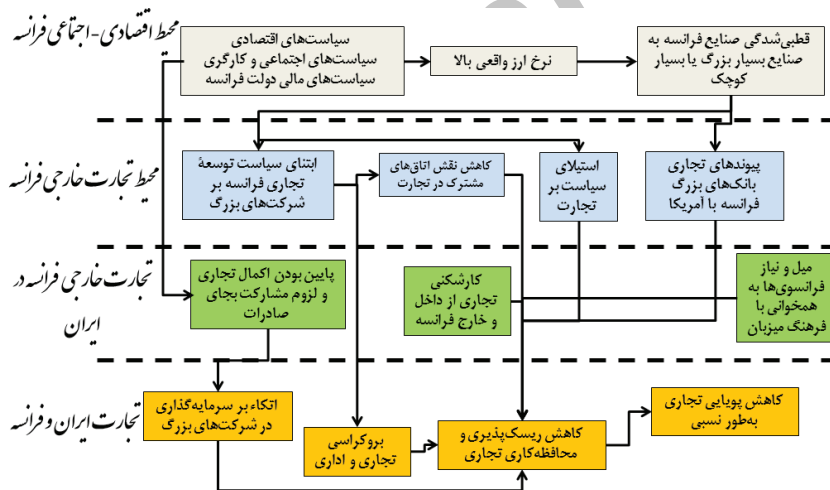 محیط اقتصادی-اجتماعی فرانسه
سیاست‌های اقتصادی
سیاست‌های اجتماعی و کارگری
سیاست‌های مالی دولت فرانسه
نرخ ارز واقعی بالا
قطبی‌شدگی صنایع فرانسه به
صنایع بسیار بزرگ یا بسیار
کوچک
محیط تجارت خارجی فرانسه
ابتنای سیاست توسعهٔ
تجاری فرانسه بر
شرکت‌های بزرگ
کاهش نقش اتاق‌های
مشترک در تجارت
استیلای
سیاست بر
تجارت
پیوندهای تجاری
بانک‌های بزرگ
فرانسه با آمریکا
تجارت خارجی فرانسه در
ایران
پایین بودن اکمال تجاری
و لزوم مشارکت بجای
صادرات
کارشکنی
تجاری از داخل
و خارج فرانسه
میل و نیاز
فرانسوی‌ها به
همخوانی با
فرهنگ میزبان
تجارت ایران و فرانسه
اتکاء بر سرمایه‌گذاری
در شرکت‌های بزرگ
بروکراسی
تجاری و اداری
کاهش ریسک‌پذیری و
محافظه‌کاری تجاری
کاهش پویایی تجاری
به‌طور نسبی